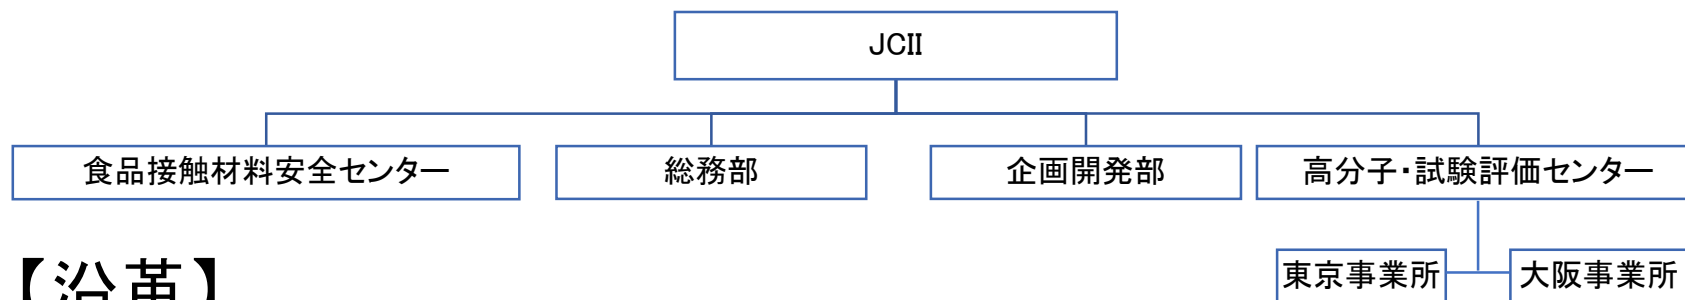 JCII
食品接触材料安全センター
総務部
企画開発部
高分子・試験評価センター
東京事業所
大阪事業所
【沿革】